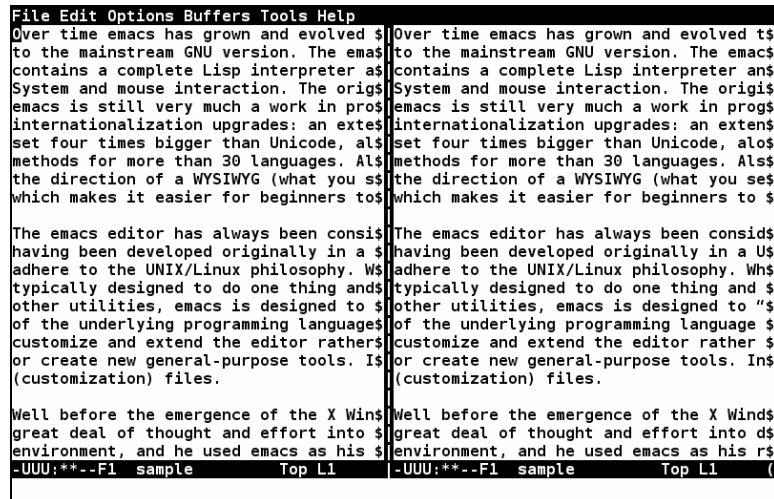 File Edit Options Buffers Tools Help
Over time emacs has grown and evolved $
to the mainstream GNU version. The ema$
contains a complete Lisp interpreter a$
System and mouse interaction. The orig$
emacs is still very much a work in pro$
internationalization upgrades: an exte$
set four times bigger than Unicode, al$
methods for more than 30 languages. Al$
the direction of a WYSIWYG (what you s$
which makes it easier for beginners to$
The emacs editor has always been consi$
having been developed originally in a $
adhere to the UNIX/Linux philosophy. W$
typically designed to do one thing and$
other utilities, emacs is designed to $
of the underlying programming language$
customize and extend the editor rather$
or create new general-purpose tools. I$
(customization) files.
Well before the emergence of the X Win$
great deal of thought and effort into $
environment, and he used emacs as his $
-UUU:**--F1  sample         Top L1
Over time emacs has grown and evolved t$
to the mainstream GNU version. The emac$
contains a complete Lisp interpreter an$
System and mouse interaction. The origi$
emacs is still very much a work in prog$
internationalization upgrades: an exten$
set four times bigger than Unicode, alo$
methods for more than 30 languages. Als$
the direction of a WYSIWYG (what you se$
which makes it easier for beginners to $
The emacs editor has always been consid$
having been developed originally in a U$
adhere to the UNIX/Linux philosophy. Wh$
typically designed to do one thing and $
other utilities, emacs is designed to “$
of the underlying programming language $
customize and extend the editor rather $
or create new general-purpose tools. In$
(customization) files.
Well before the emergence of the X Wind$
great deal of thought and effort into d$
environment, and he used emacs as his r$
-UUU:**--F1  sample         Top L1     (